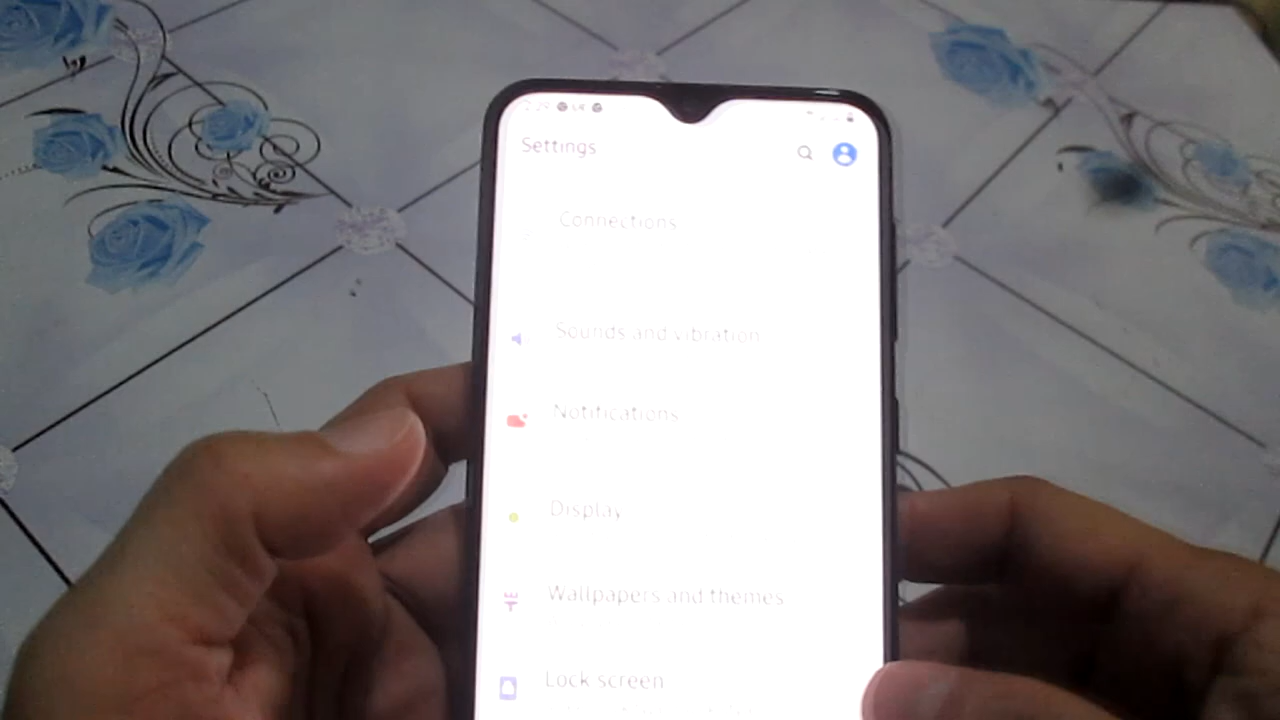 Settings
Connections
Sounds and vibration
Notifications
Display
Wallpapers and themes
Lock screen